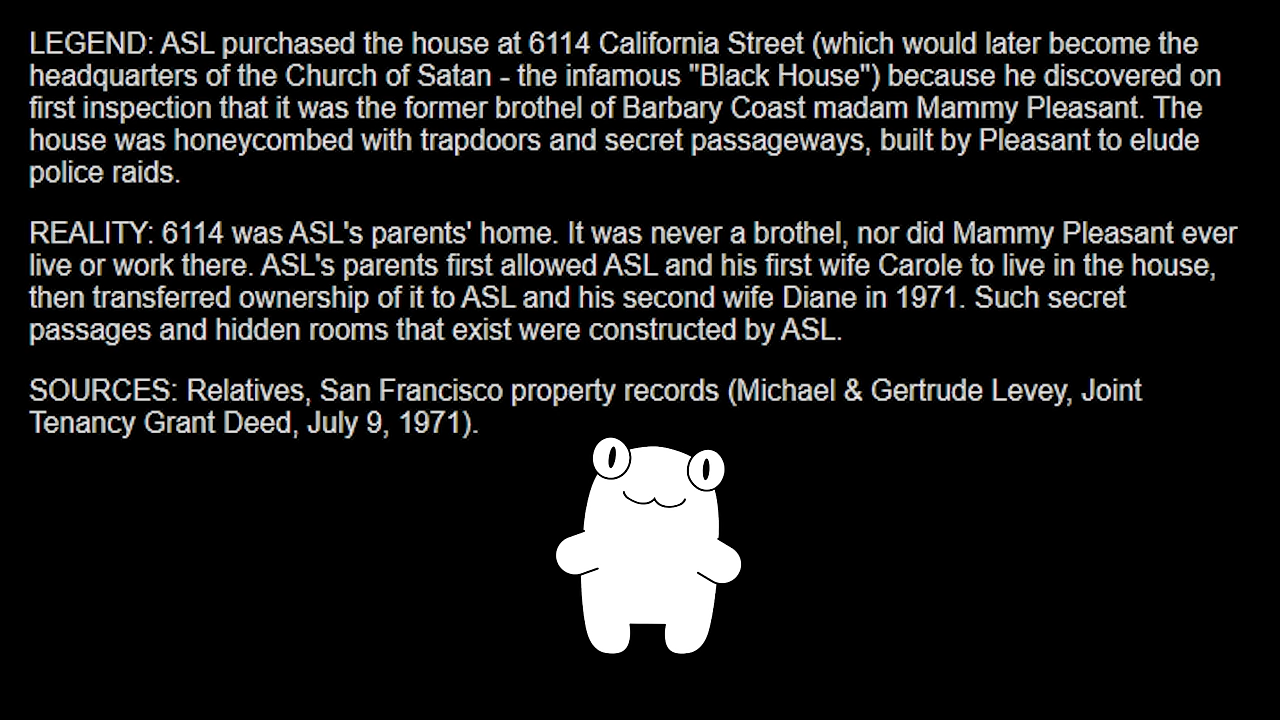 LEGEND: ASL purchased the house at 6114 California Street (which would later become the
headquarters of the Church of Satan - the infamous "Black House") because he discovered on
first inspection that it was the former brothel of Barbary Coast madam Mammy Pleasant. The
house was honeycombed with trapdoors and secret passageways, built by Pleasant to elude
police raids.
REALITY: 6114 was ASL's parents' home. It was never a brothel, nor did Mammy Pleasant ever
live or work there. ASL's parents first allowed ASL and his first wife Carole to live in the house,
then transferred ownership of it to ASL and his second wife Diane in 1971. Such secret
passages and hidden rooms that exist were constructed by ASL.
SOURCES: Relatives, San Francisco property records (Michael & Gertrude Levey, Joint
Tenancy Grant Deed, July 9, 1971).